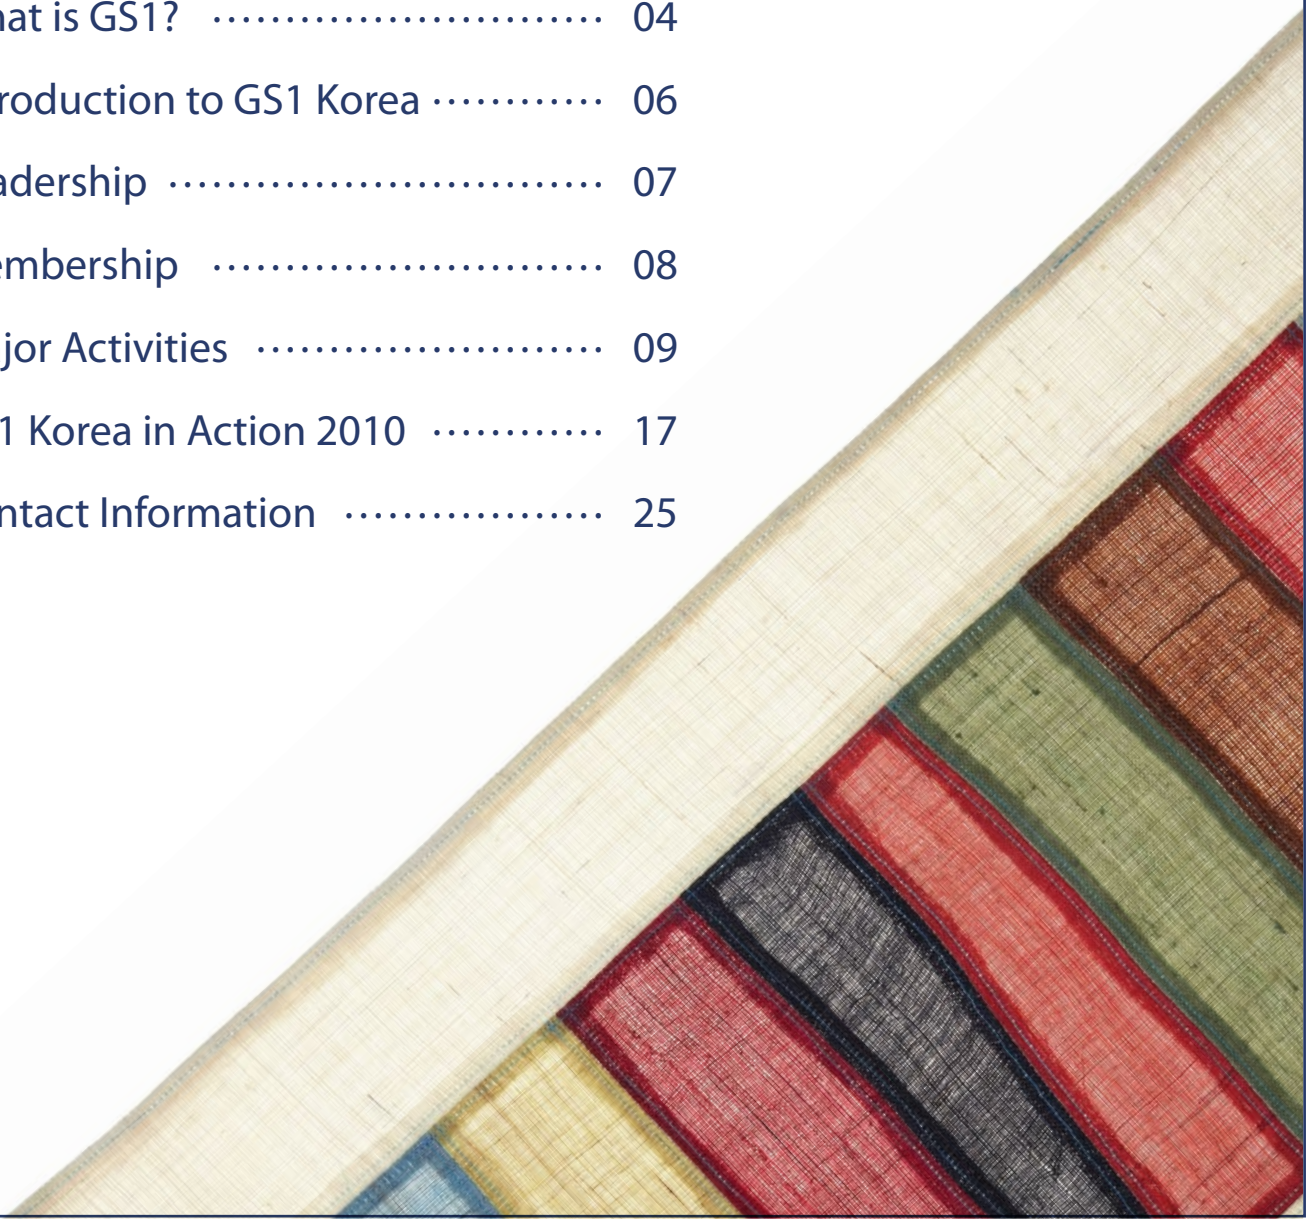 hat is GS1? ··························· 04
roduction to GS1 Korea ············ 06
adership ······························ 07
embership ··························· 08
jor Activities ························ 09
1 Korea in Action 2010 ············ 17
ntact Information ·················· 25